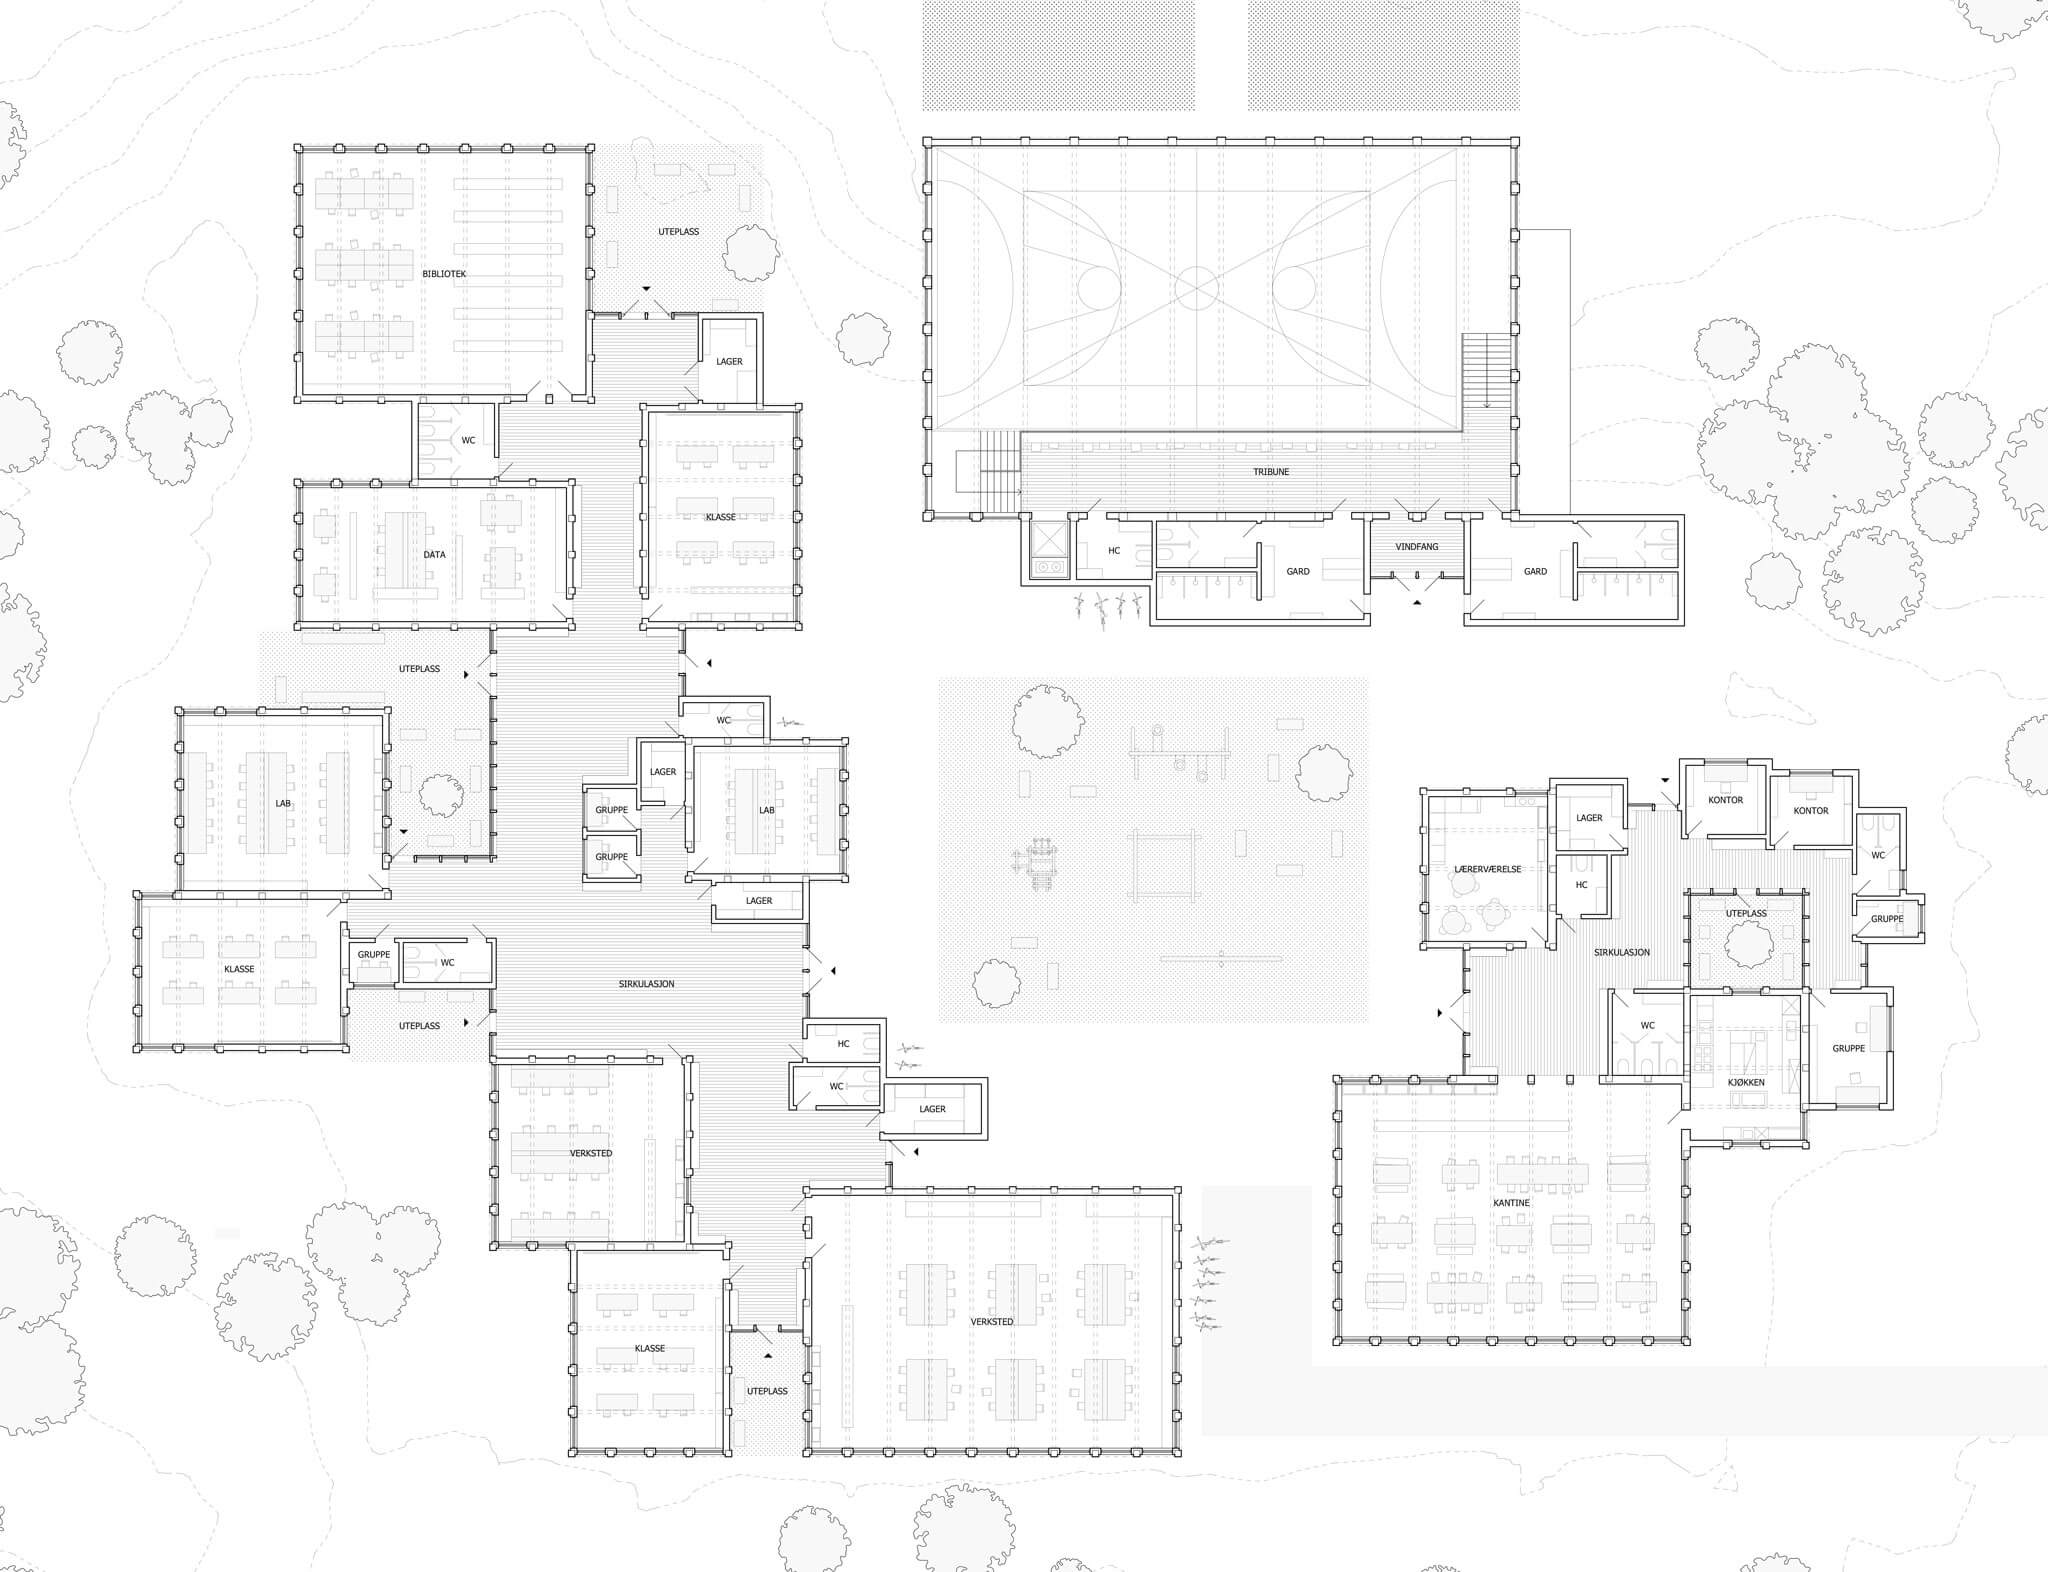 UTEPLASS
BIBLIOTEK
LAGER
WC
KLASSE
DATA
UTEPLASS
WC
LAGER
LAB
GRUPPE
LAB
GRUPPE
LAGER
GRUPPE
WC
KLASSE
SIRKULASJON
UTEPLASS
HC
WC
LAGER
VERKSTED
VERKSTED
KLASSE
UTEPLASS
TRIBUNE
VINDFANG
HC
GARD
GARD
KONTOR
KONTOR
LAGER
WC
LÆRERVÆRELSE
HC
UTEPLASS
GRUPPE
SIRKULASJON
WC
GRUPPE
KJØKKEN
KANTINE